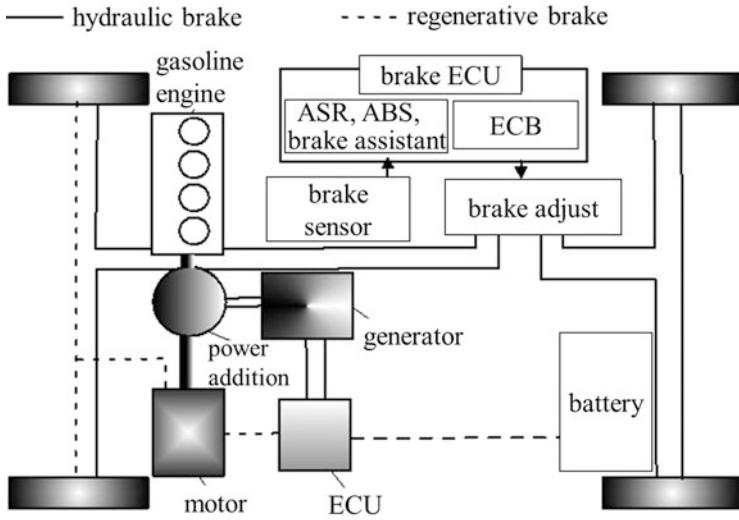 hydraulic brake
regenerative brake
gasoline
engine
brake ECU
ASR, ABS,
brake assistant
ECB
brake
sensor
brake adjust
generator
power
addition
battery
motor
ECU